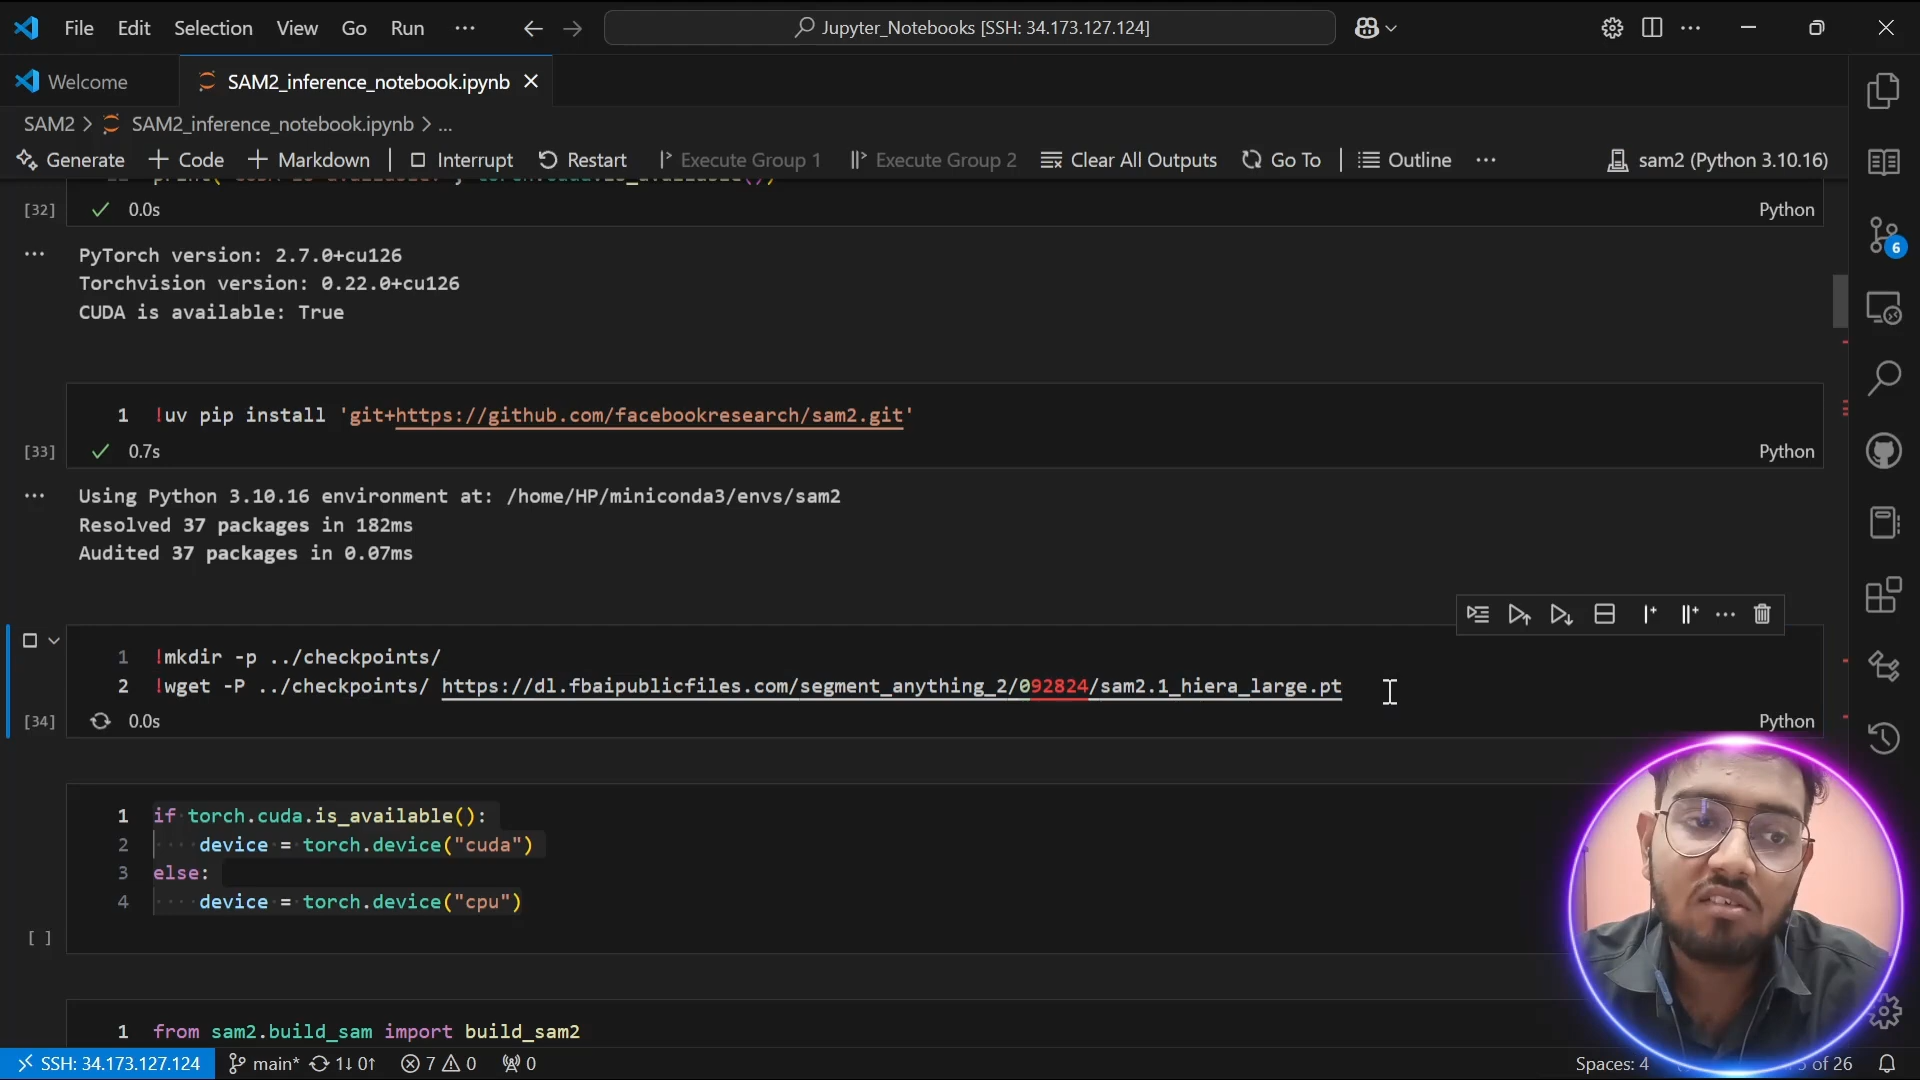 File Edit Selection View Go Run ···
Jupyter_Notebooks [SSH: 34.173.127.124]
Welcome
SAM2_inference_notebook.ipynb
SAM2 > SAM2_inference_notebook.ipynb > ...
Generate + Code + Markdown | Interrupt Restart Execute Group 1 Execute Group 2 Clear All Outputs Go To | Outline ··· sam2 (Python 3.10.16)
[32] 0.0s Python
PyTorch version: 2.7.0+cu126
Torchvision version: 0.22.0+cu126
CUDA is available: True
1 !uv pip install 'git+https://github.com/facebookresearch/sam2.git'
[33] 0.7s Python
Using Python 3.10.16 environment at: /home/HP/miniconda3/envs/sam2
Resolved 37 packages in 182ms
Audited 37 packages in 0.07ms
1 !mkdir -p ../checkpoints/
2 !wget -P ../checkpoints/ https://dl.fbaipublicfiles.com/segment_anything_2/092824/sam2.1_hiera_large.pt
[34] 0.0s Python
1 if torch.cuda.is_available():
2 device = torch.device("cuda")
3 else:
4 device = torch.device("cpu")
[ ]
1 from sam2.build_sam import build_sam2
6
SSH: 34.173.127.124 main* 1↓ 0↑ 7 0 0 Spaces: 4 of 26